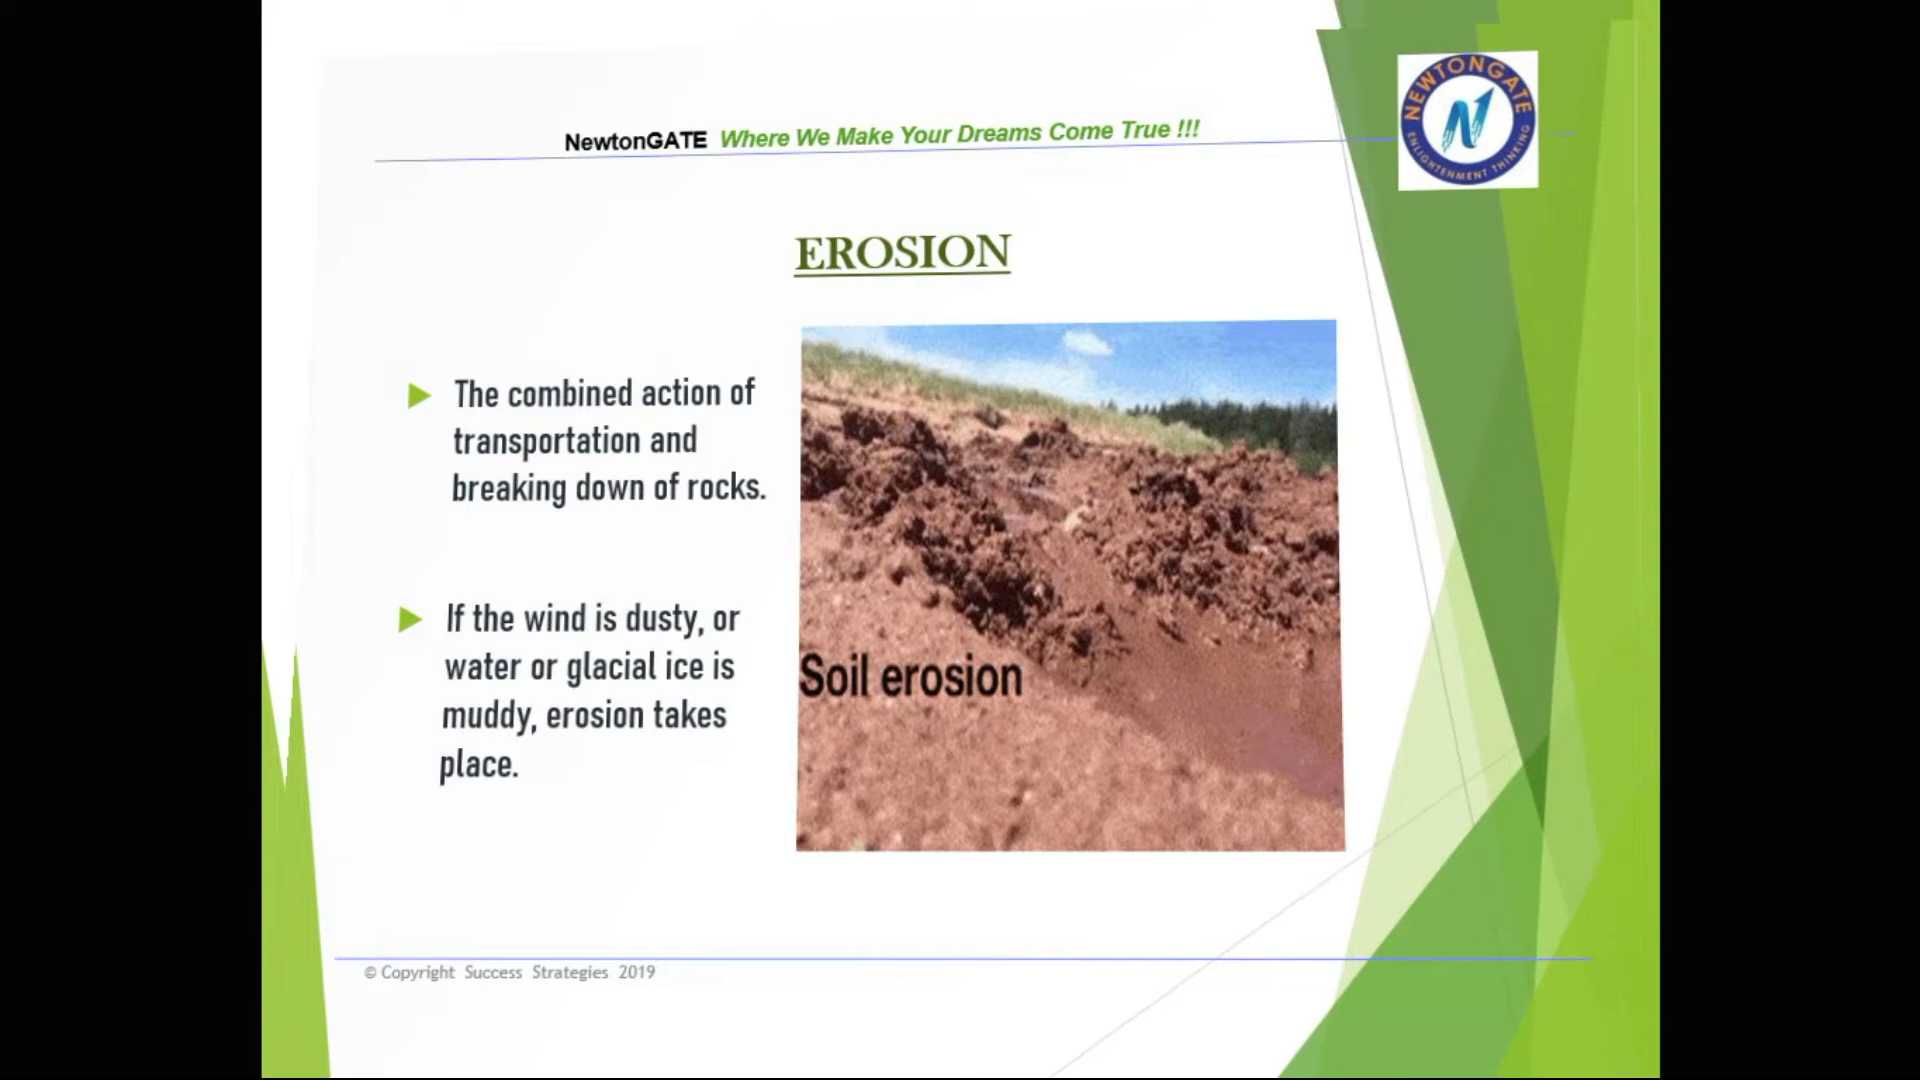 NewtonGATE Where We Make Your Dreams Come True !!!
NEWTONGATE
ENLIGHTENMENT THINKING
EROSION
The combined action of
transportation and
breaking down of rocks.
If the wind is dusty, or
water or glacial ice is
muddy, erosion takes
place.
Soil erosion
© Copyright Success Strategies 2019